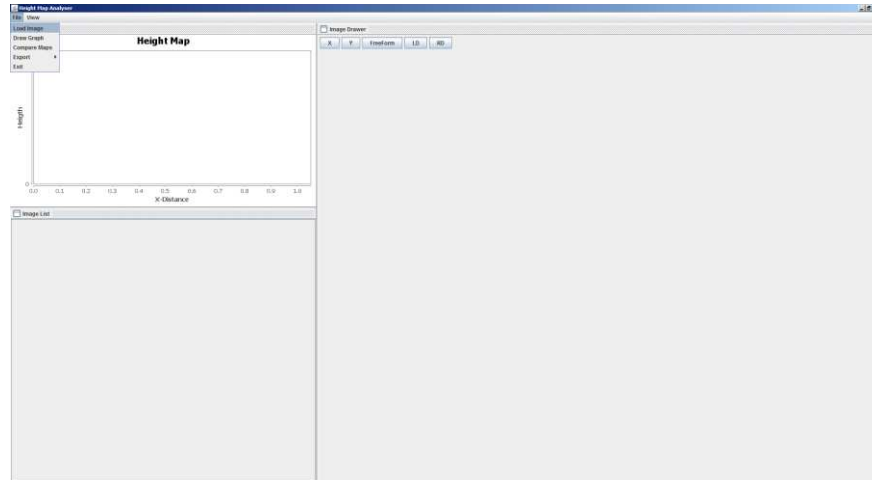 Height Map Analyser
File View
Load Image
Draw Graph
Compare Maps
Export
Exit
Height Map
Heigth
0
0.0 0.1 0.2 0.3 0.4 0.5 0.6 0.7 0.8 0.9 1.0
X-Distance
Image List
Image Drawer
X Y Freeform LD RD